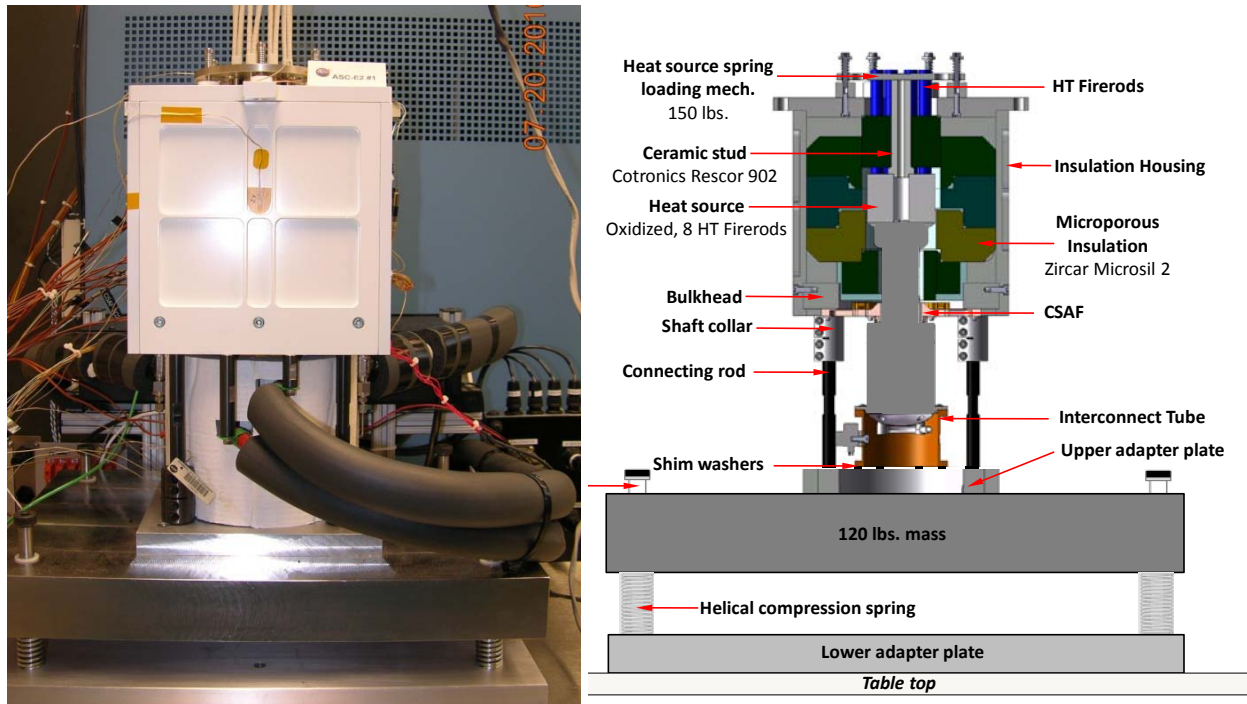 ASC-E2 #1
07.20.2010
Heat source spring
loading mech.
150 lbs.
HT Firerods
Ceramic stud
Cotronics Rescor 902
Insulation Housing
Heat source
Oxidized, 8 HT Firerods
Microporous
Insulation
Zircar Microsil 2
Bulkhead
CSAF
Shaft collar
Connecting rod
Interconnect Tube
Upper adapter plate
Shim washers
120 lbs. mass
Helical compression spring
Lower adapter plate
Table top